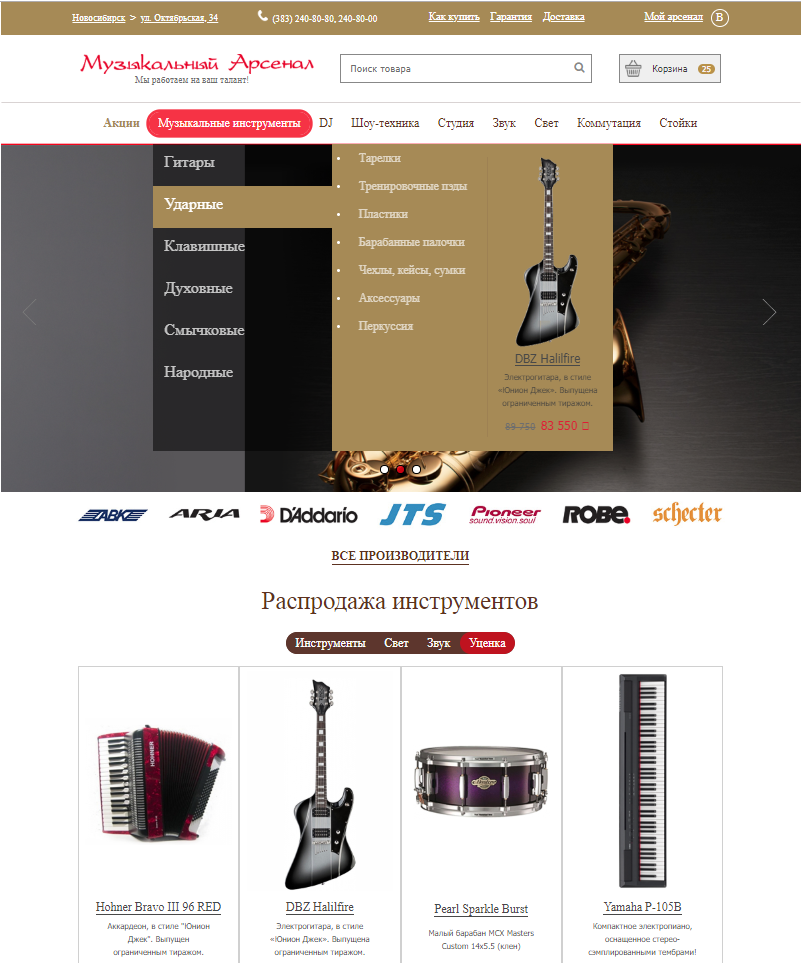 Новосибирск > ул. Октябрьская, 34
(383) 240-80-80, 240-80-00
Как купить Гарантия Доставка
Мой арсенал B
Музыкальный Арсенал
Мы работаем на ваш талант!
Поиск товара
Корзина 25
Акции Музыкальные инструменты DJ Шоу-техника Студия Звук Свет Коммутация Стойки
Гитары
Ударные
Клавишные
Духовные
Смычковые
Народные
Тарелки
Тренировочные пэды
Пластики
Барабанные палочки
Чехлы, кейсы, сумки
Аксессуары
Перкуссия
DBZ Halilfire
Электрогитара, в стиле
«Юнион Джек». Выпущена
ограниченным тиражом.
89 750 83 550
ABK ARIA D'Addario JTS Pioneer ROBE schecter
sound.vision.soul
ВСЕ ПРОИЗВОДИТЕЛИ
Распродажа инструментов
Инструменты Свет Звук Уценка
HOHNER
Hohner Bravo III 96 RED
Аккардеон, в стиле "Юнион
Джек". Выпущен
ограниченным тиражом.
DBZ Halilfire
Электрогитара, в стиле
«Юнион Джек». Выпущена
ограниченным тиражом.
Pearl Sparkle Burst
Малый барабан MCX Masters
Custom 14x5.5 (клен)
Yamaha P-105B
Компактное электропиано,
оснащенное стерео-
сэмплированными тембрами!